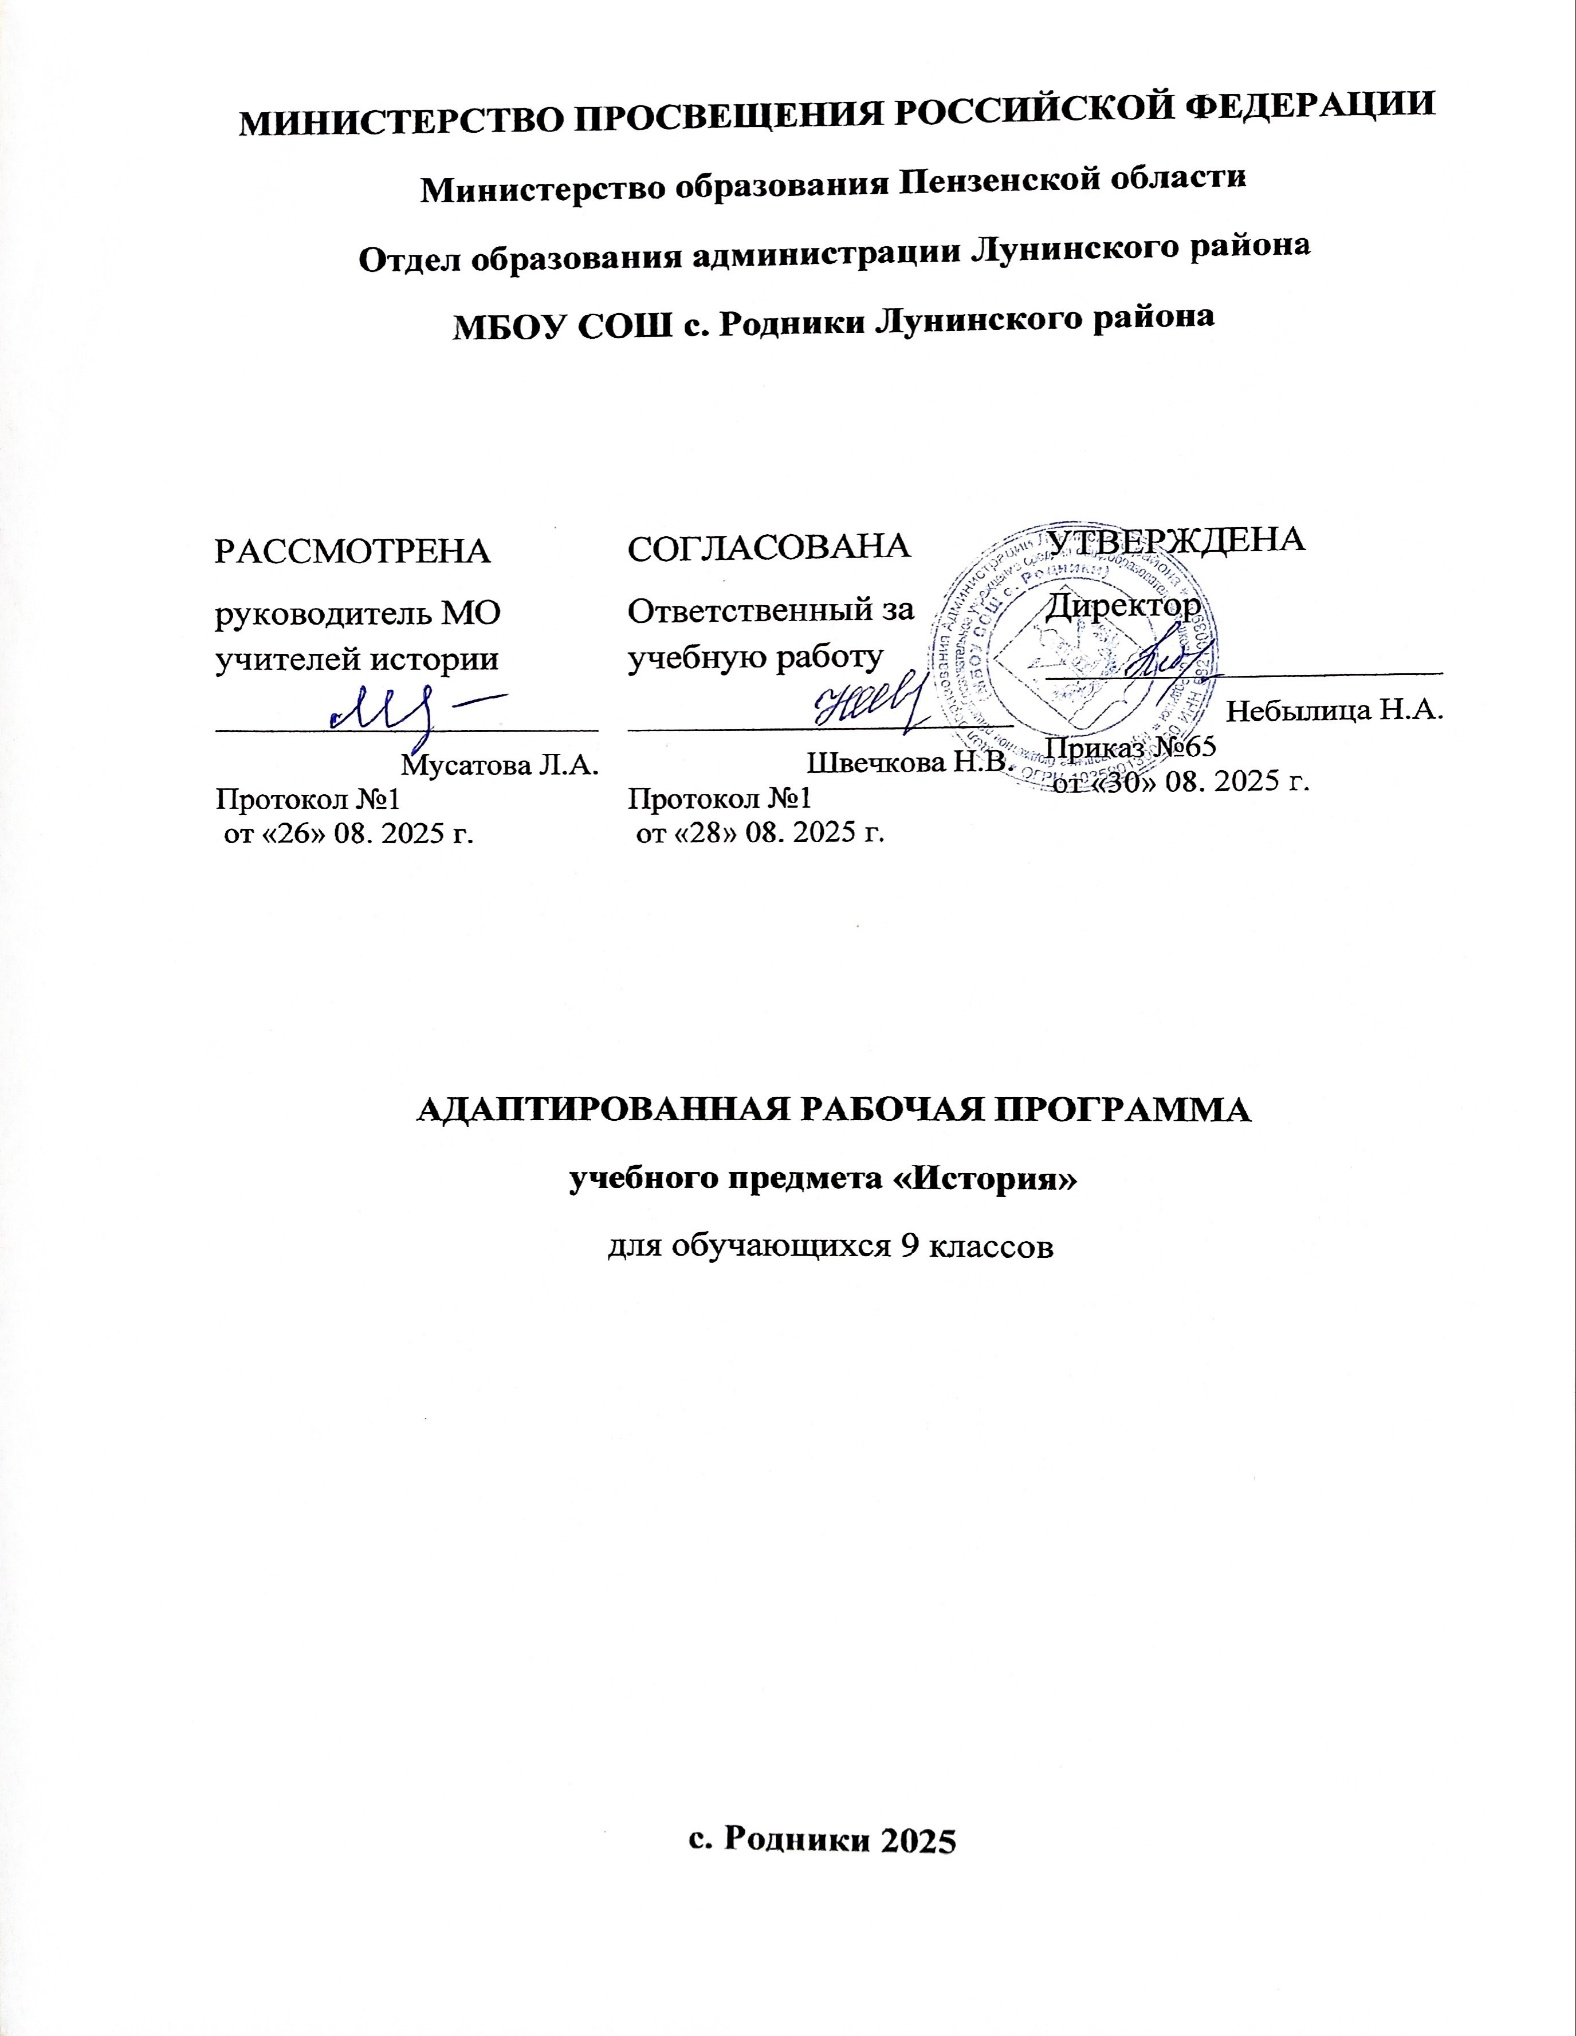 МИНИСТЕРСТВО ПРОСВЕЩЕНИЯ РОССИЙСКОЙ ФЕДЕРАЦИИ
Министерство образования Пензенской области
Отдел образования администрации Лунинского района
МБОУ СОШ с. Родники Лунинского района
РАССМОТРЕНА
руководитель МО
учителей истории
Мусатова Л.А.
Протокол №1
от «26» 08. 2025 г.
СОГЛАСОВАНА
Ответственный за
учебную работу
Швечкова Н.В.
Протокол №1
от «28» 08. 2025 г.
УТВЕРЖДЕНА
Директор
Небылица Н.А.
Приказ №65
от «30» 08. 2025 г.
(МБОУ СОШ с. Родники)
АДАПТИРОВАННАЯ РАБОЧАЯ ПРОГРАММА
учебного предмета «История»
для обучающихся 9 классов
с. Родники 2025